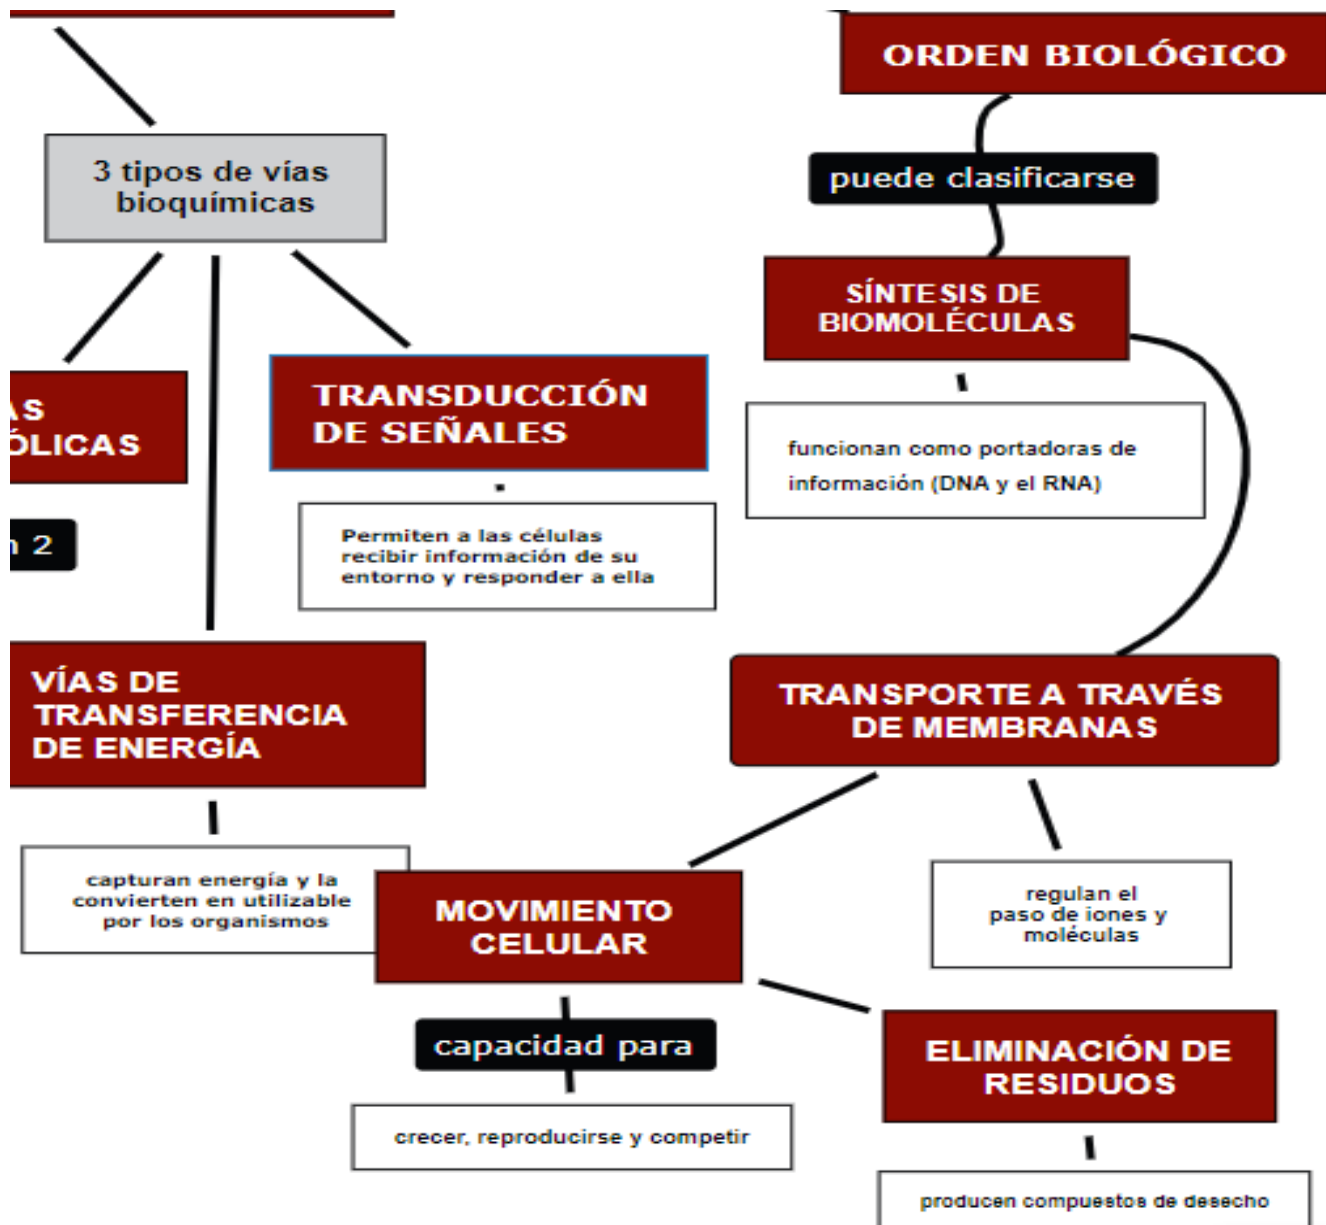 ORDEN BIOLÓGICO
puede clasificarse
3 tipos de vías
bioquímicas
SÍNTESIS DE
BIOMOLÉCULAS
AS
ÓLICAS
TRANSDUCCIÓN
DE SEÑALES
funcionan como portadoras de
información (DNA y el RNA)
2
Permiten a las células
recibir información de su
entorno y responder a ella
VÍAS DE
TRANSFERENCIA
DE ENERGÍA
TRANSPORTE A TRAVÉS
DE MEMBRANAS
capturan energía y la
convierten en utilizable
por los organismos
MOVIMIENTO
CELULAR
regulan el
paso de iones y
moléculas
capacidad para
ELIMINACIÓN DE
RESIDUOS
crecer, reproducirse y competir
producen compuestos de desecho